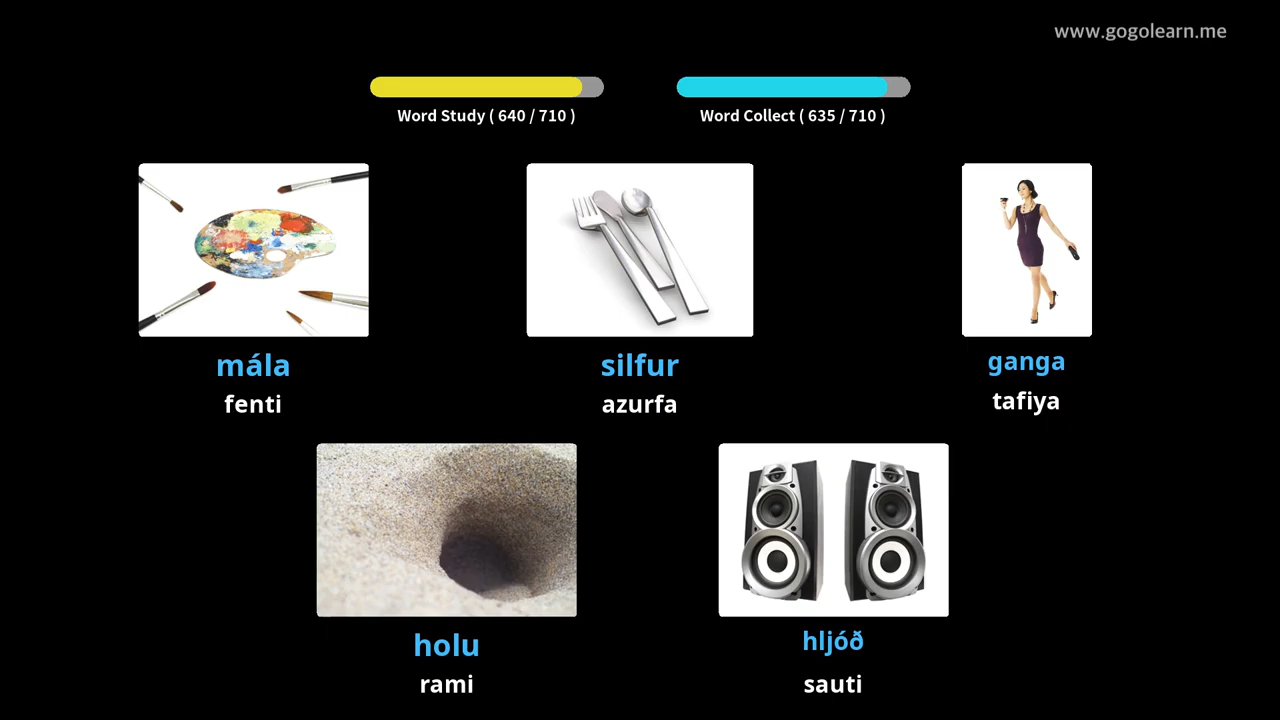 www.gogolearn.me
Word Study ( 640 / 710 )
Word Collect ( 635 / 710 )
mála
fenti
silfur
azurfa
ganga
tafiya
holu
rami
hljóð
sauti